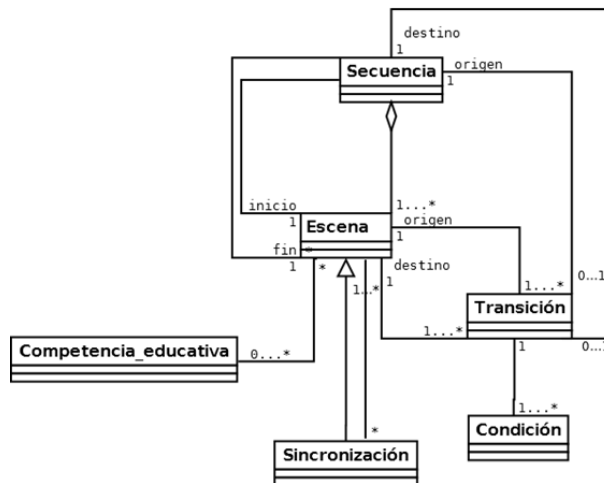 destino
1
Secuencia
origen
1
1...*
inicio
1
Escena
origen
1
fin
1
*
1...*
destino
1
1...*
0...1
Transición
1...*
1
0...1
Competencia_educativa
0...*
1...*
Condición
*
Sincronización